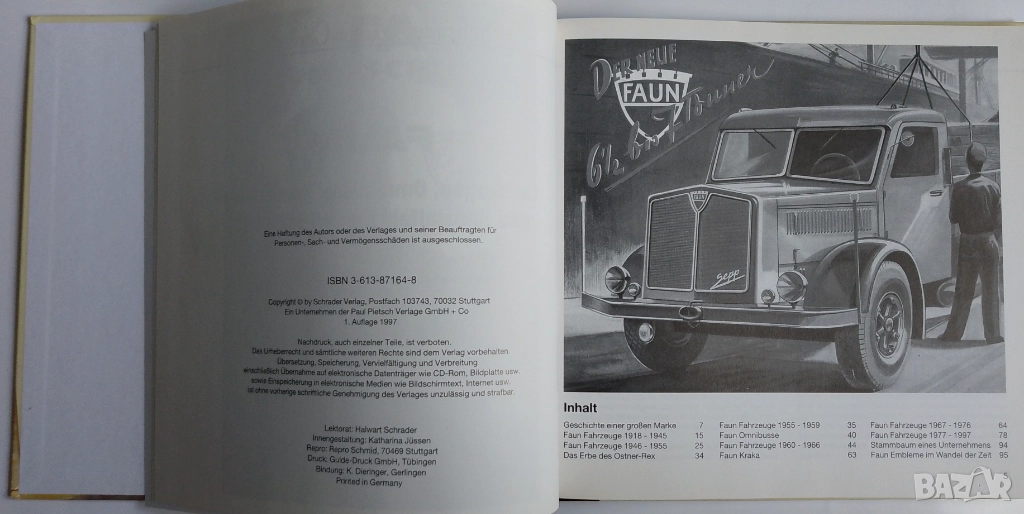 Eine Haftung des Autors oder des Verlages und seiner Beauftragten für
Personen-, Sach- und Vermögensschäden ist ausgeschlossen.
ISBN 3-613-87164-8
Copyright © by Schrader Verlag, Postfach 103743, 70032 Stuttgart
Ein Unternehmen der Paul Pietsch Verlage GmbH + Co
1. Auflage 1997
Nachdruck, auch einzelner Teile, ist verboten.
Das Urheberrecht und sämtliche weiteren Rechte sind dem Verlag vorbehalten.
Übersetzung, Speicherung, Vervielfältigung und Verbreitung
einschließlich Übernahme auf elektronische Datenträger wie CD-Rom, Bildplatte usw.
sowie Einspeicherung in elektronische Medien wie Bildschirmtext, Internet usw.
ist ohne vorherige schriftliche Genehmigung des Verlages unzulässig und strafbar.
Lektorat: Halwart Schrader
Innengestaltung: Katharina Jüssen
Repro: Repro Schmid, 70469 Stuttgart
Druck: Guide-Druck GmbH, Tübingen
Bindung: K. Dieringer, Gerlingen
Printed in Germany
DER NEUE
FAUN
6½ bis 7 Tonner
FAUN
Sepp
Inhalt
Geschichte einer großen Marke 7
Faun Fahrzeuge 1918 - 1945 15
Faun Fahrzeuge 1946 - 1955 25
Das Erbe des Ostner-Rex 34
Faun Fahrzeuge 1955 - 1959 35
Faun Omnibusse 40
Faun Fahrzeuge 1960 - 1966 44
Faun Kraka 63
Faun Fahrzeuge 1967 - 1976 64
Faun Fahrzeuge 1977 - 1997 78
Stammbaum eines Unternehmens 94
Faun Embleme im Wandel der Zeit 95
BAZAR